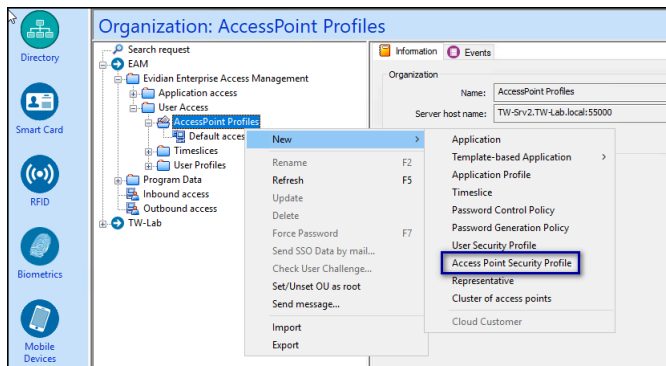 Organization: AccessPoint Profiles
Directory
Smart Card
RFID
Biometrics
Mobile
Devices
Search request
EAM
Evidian Enterprise Access Management
Application access
User Access
AccessPoint Profiles
Default acces
Timeslices
User Profiles
Program Data
Inbound access
Outbound access
TW-Lab
Information
Events
Organization
Name: AccessPoint Profiles
Server host name: TW-Srv2.TW-Lab.local:55000
New
Rename F2
Refresh F5
Update
Delete
Force Password F7
Send SSO Data by mail...
Check User Challenge...
Set/Unset OU as root
Send message...
Import
Export
Application
Template-based Application
Application Profile
Timeslice
Password Control Policy
Password Generation Policy
User Security Profile
Access Point Security Profile
Representative
Cluster of access points
Cloud Customer